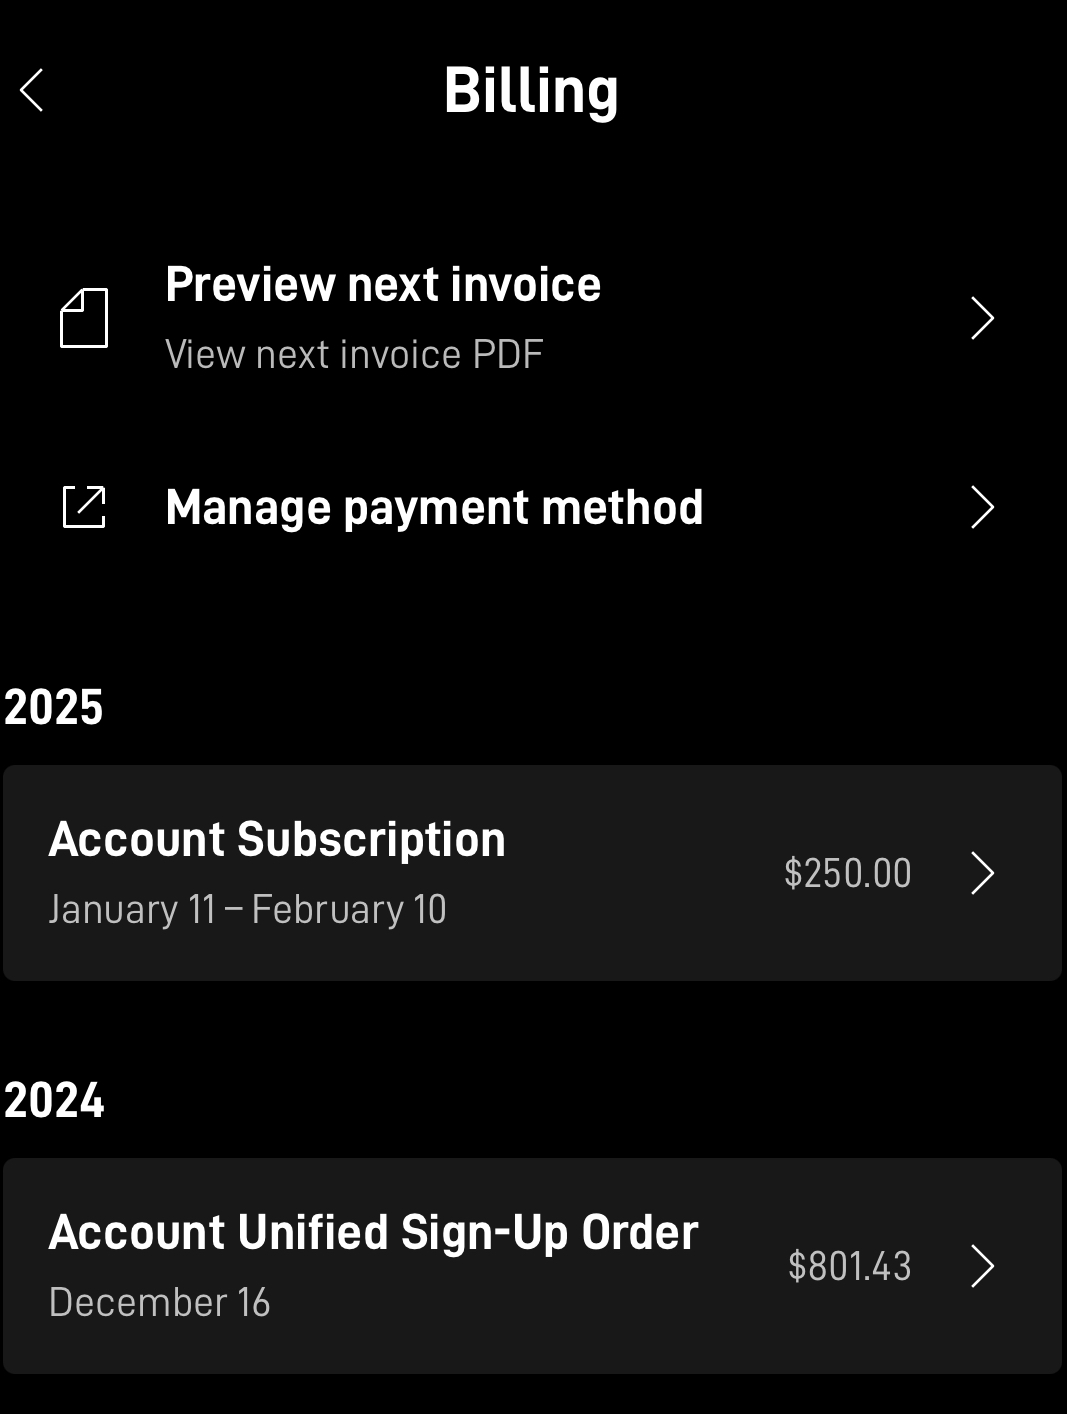 Billing
Preview next invoice
View next invoice PDF
Manage payment method
2025
Account Subscription
January 11 – February 10
$250.00
2024
Account Unified Sign-Up Order
December 16
$801.43